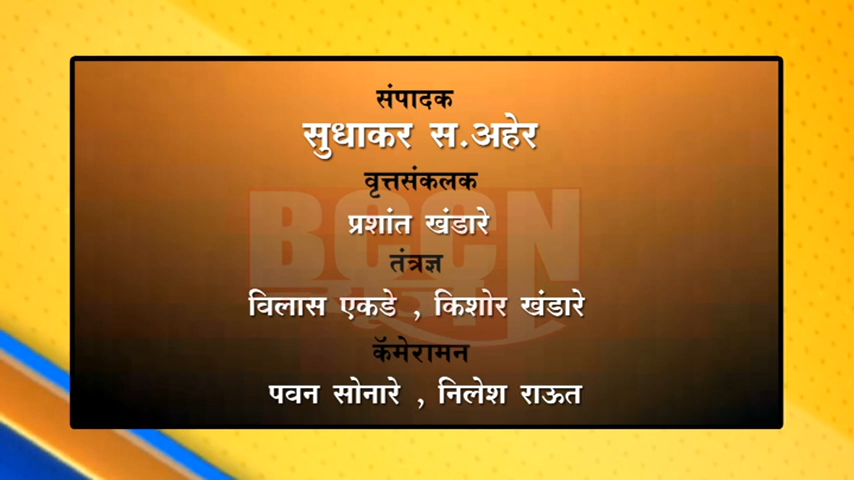 संपादक
सुधाकर स.अहेर
वृत्तसंकलक
प्रशांत खंडारे
तंत्रज्ञ
विलास एकडे , किशोर खंडारे
कॅमेरामन
पवन सोनारे , निलेश राऊत
BCCN